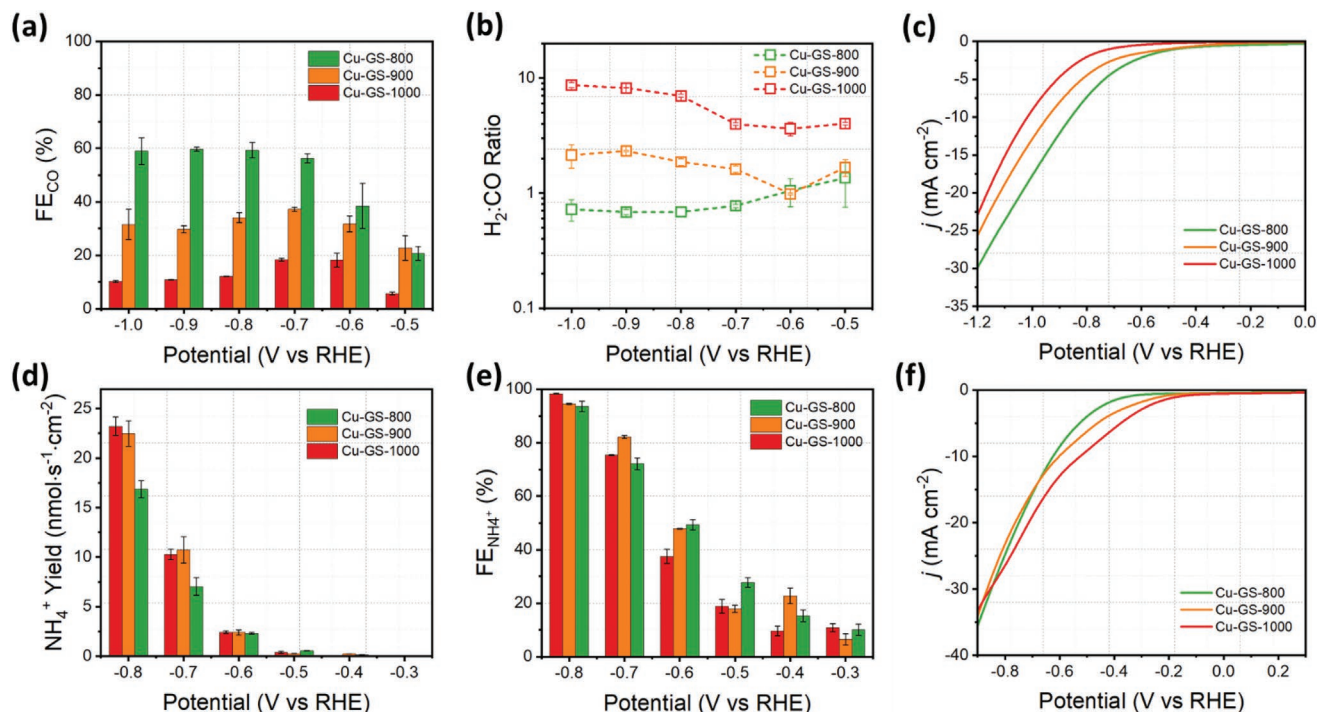 (a)
100
80
60
40
20
0
FE_CO (%)
Cu-GS-800
Cu-GS-900
Cu-GS-1000
-1.0 -0.9 -0.8 -0.7 -0.6 -0.5
Potential (V vs RHE)
(b)
10
1
0.1
H₂:CO Ratio
Cu-GS-800
Cu-GS-900
Cu-GS-1000
-1.0 -0.9 -0.8 -0.7 -0.6 -0.5
Potential (V vs RHE)
(c)
0
-5
-10
-15
-20
-25
-30
-35
j (mA cm⁻²)
Cu-GS-800
Cu-GS-900
Cu-GS-1000
-1.2 -1.0 -0.8 -0.6 -0.4 -0.2 0.0
Potential (V vs RHE)
(d)
25
20
15
10
5
0
NH₄⁺ Yield (nmol·s⁻¹·cm⁻²)
Cu-GS-800
Cu-GS-900
Cu-GS-1000
-0.8 -0.7 -0.6 -0.5 -0.4 -0.3
Potential (V vs RHE)
(e)
100
80
60
40
20
0
FE_NH4⁺ (%)
Cu-GS-800
Cu-GS-900
Cu-GS-1000
-0.8 -0.7 -0.6 -0.5 -0.4 -0.3
Potential (V vs RHE)
(f)
0
-10
-20
-30
-40
j (mA cm⁻²)
Cu-GS-800
Cu-GS-900
Cu-GS-1000
-0.8 -0.6 -0.4 -0.2 0.0 0.2
Potential (V vs RHE)